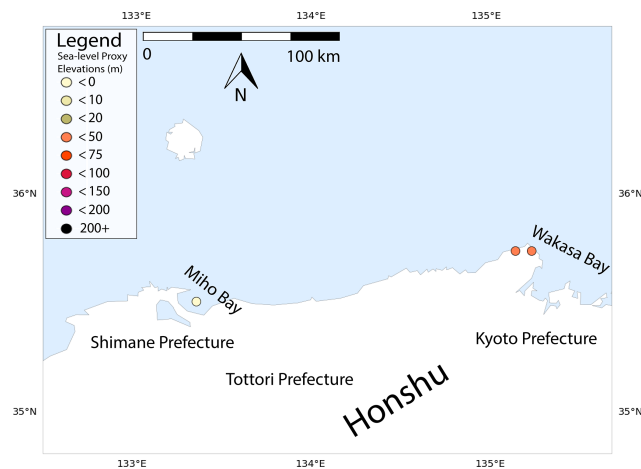 133°E 134°E 135°E
Legend
Sea-level Proxy
Elevations (m)
< 0
< 10
< 20
< 50
< 75
< 100
< 150
< 200
200+
0 100 km
N
36°N 36°N
Wakasa Bay
Miho Bay
Shimane Prefecture
Kyoto Prefecture
Tottori Prefecture
Honshu
35°N 35°N
133°E 134°E 135°E